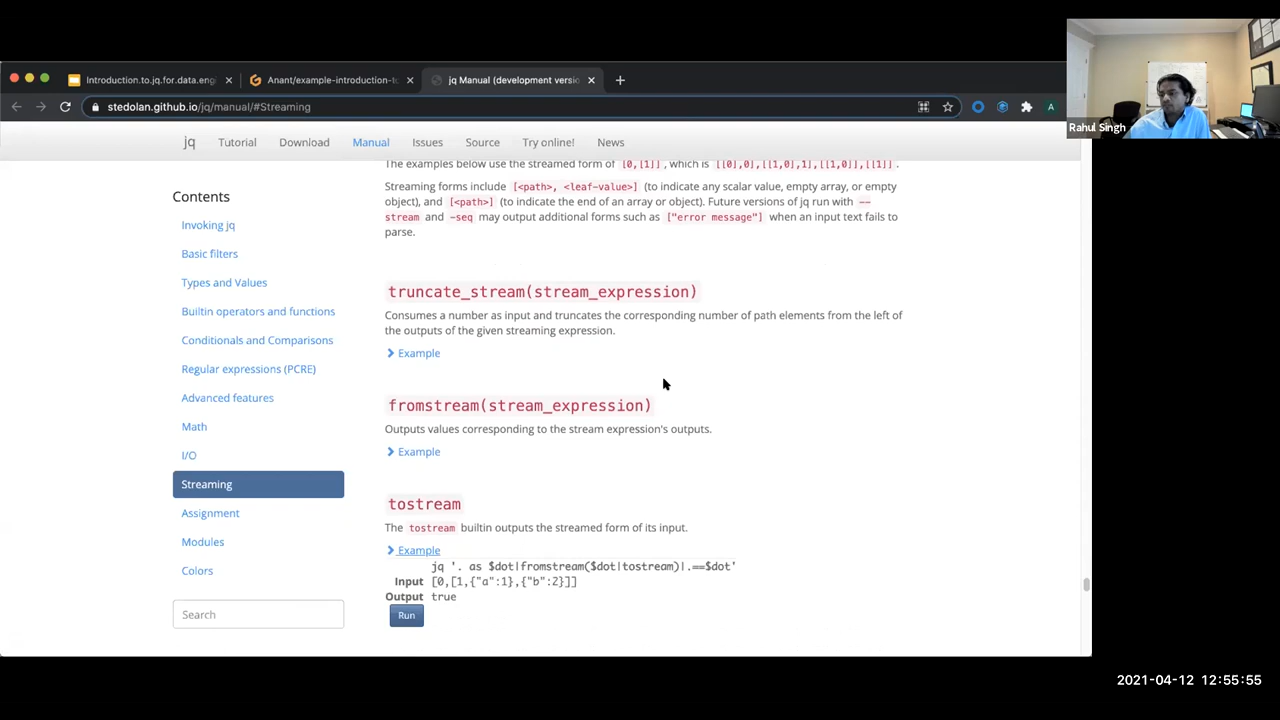 Rahul Singh
Introduction.to.jq.for.data.eng
Anant/example-introduction-to
jq Manual (development versio
stedolan.github.io/jq/manual/#Streaming
A
jq
Tutorial
Download
Manual
Issues
Source
Try online!
News
Contents
Invoking jq
Basic filters
Types and Values
Builtin operators and functions
Conditionals and Comparisons
Regular expressions (PCRE)
Advanced features
Math
I/O
Streaming
Assignment
Modules
Colors
Search
The examples below use the streamed form of [0,[1]], which is [[0],0],[[1,0],1],[[1,0]],[[1]].
Streaming forms include [<path>, <leaf-value>] (to indicate any scalar value, empty array, or empty
object), and [<path>] (to indicate the end of an array or object). Future versions of jq run with --
stream and -seq may output additional forms such as ["error message"] when an input text fails to
parse.
truncate_stream(stream_expression)
Consumes a number as input and truncates the corresponding number of path elements from the left of
the outputs of the given streaming expression.
Example
fromstream(stream_expression)
Outputs values corresponding to the stream expression's outputs.
Example
tostream
The tostream builtin outputs the streamed form of its input.
Example
jq '. as $dot|fromstream($dot|tostream)|.==$dot'
Input [0,[1,{"a":1},{"b":2}]]
Output true
Run
2021-04-12 12:55:55